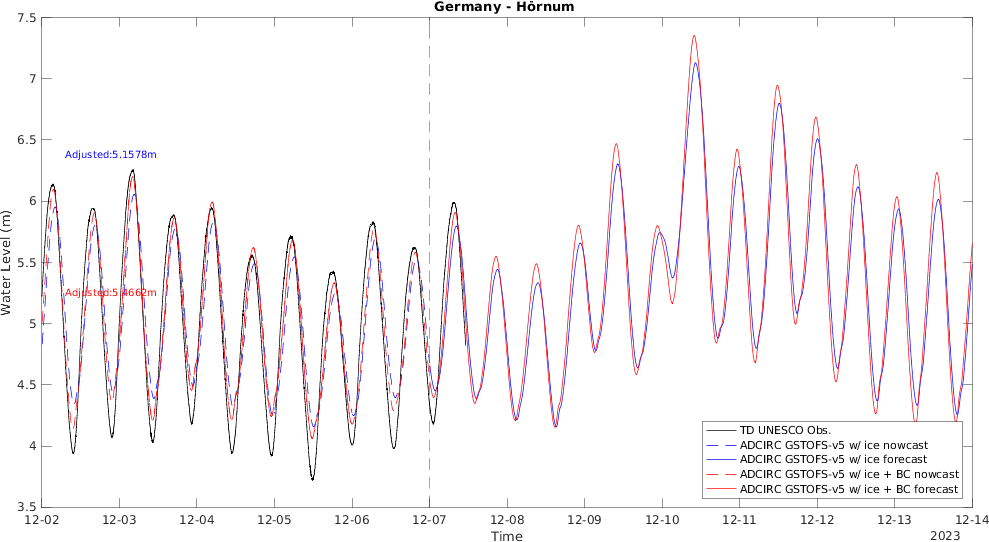 Germany - Hörnum
7.5
7
6.5
6
5.5
5
4.5
4
3.5
Water Level (m)
Adjusted:5.1578m
Adjusted:5.4662m
TD UNESCO Obs.
ADCIRC GSTOFS-v5 w/ ice nowcast
ADCIRC GSTOFS-v5 w/ ice forecast
ADCIRC GSTOFS-v5 w/ ice + BC nowcast
ADCIRC GSTOFS-v5 w/ ice + BC forecast
12-02 12-03 12-04 12-05 12-06 12-07 12-08 12-09 12-10 12-11 12-12 12-13 12-14
Time
2023